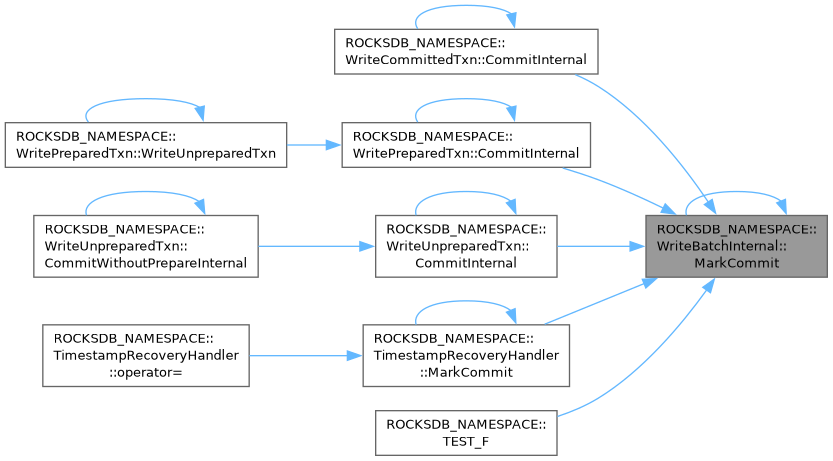 ROCKSDB_NAMESPACE::
WriteCommittedTxn::CommitInternal
ROCKSDB_NAMESPACE::
WritePreparedTxn::WriteUnpreparedTxn
ROCKSDB_NAMESPACE::
WritePreparedTxn::CommitInternal
ROCKSDB_NAMESPACE::
WriteUnpreparedTxn::
CommitWithoutPrepareInternal
ROCKSDB_NAMESPACE::
WriteUnpreparedTxn::
CommitInternal
ROCKSDB_NAMESPACE::
WriteBatchInternal::
MarkCommit
ROCKSDB_NAMESPACE::
TimestampRecoveryHandler
::operator=
ROCKSDB_NAMESPACE::
TimestampRecoveryHandler
::MarkCommit
ROCKSDB_NAMESPACE::
TEST_F